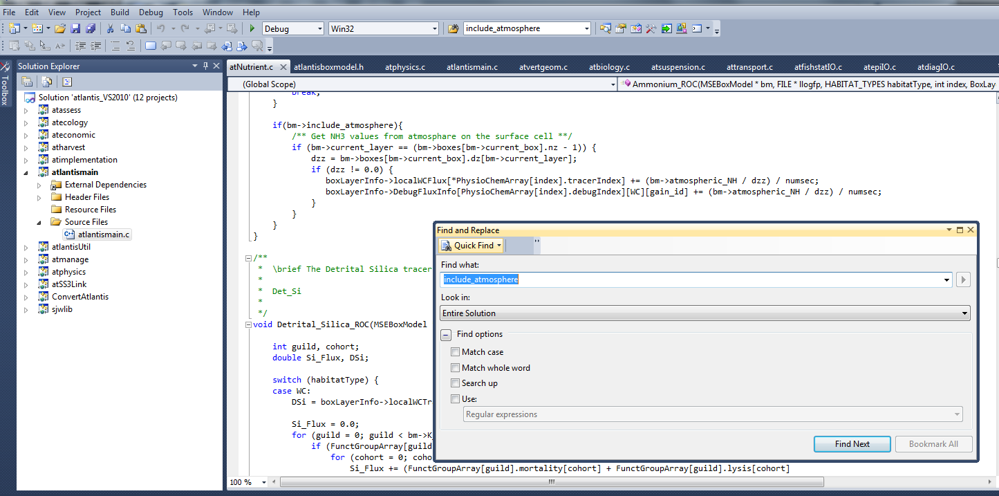 File Edit View Project Build Debug Tools Window Help
Debug Win32 include_atmosphere
Toolbox
Solution Explorer
Solution 'atlantis_VS2010' (12 projects)
atassess
atecology
ateconomic
atharvest
atimplementation
atlantismain
External Dependencies
Header Files
Resource Files
Source Files
atlantismain.c
atlantisUtil
atmanage
atphysics
atSS3Link
ConvertAtlantis
sjwlib
atNutrient.c atlantisboxmodel.h atphysics.c atlantismain.c atvertgeom.c atbiology.c atsuspension.c attransport.c atfishstatIO.c atepiIO.c atdiagIO.c
(Global Scope) Ammonium_ROC(MSEBoxModel * bm, FILE * llogfp, HABITAT_TYPES habitatType, int index, BoxLay
break;
}
if(bm->include_atmosphere){
/** Get NH3 values from atmosphare on the surface cell **/
if (bm->current_layer == (bm->boxes[bm->current_box].nz - 1)) {
dzz = bm->boxes[bm->current_box].dz[bm->current_layer];
if (dzz != 0.0) {
boxLayerInfo->localWCFlux[*PhysioChemArray[index].tracerIndex] += (bm->atmospheric_NH / dzz) / numsec;
boxLayerInfo->DebugFluxInfo[PhysioChemArray[index].debugIndex][WC][gain_id] += (bm->atmospheric_NH / dzz) / numsec;
}
}
}
}
/**
* \brief The Detrital Silica tracer
*
* Det_Si
*
*/
void Detrital_Silica_ROC(MSEBoxModel
int guild, cohort;
double Si_Flux, DSi;
switch (habitatType) {
case WC:
DSi = boxLayerInfo->localWCTr
Si_Flux = 0.0;
for (guild = 0; guild < bm->K
if (FunctGroupArray[guild
for (cohort = 0; coho
Si_Flux += (FunctGroupArray[guild].mortality[cohort] + FunctGroupArray[guild].lysis[cohort]
100 %
Find and Replace
Quick Find
Find what:
include_atmosphere
Look in:
Entire Solution
Find options
Match case
Match whole word
Search up
Use:
Regular expressions
Find Next Bookmark All